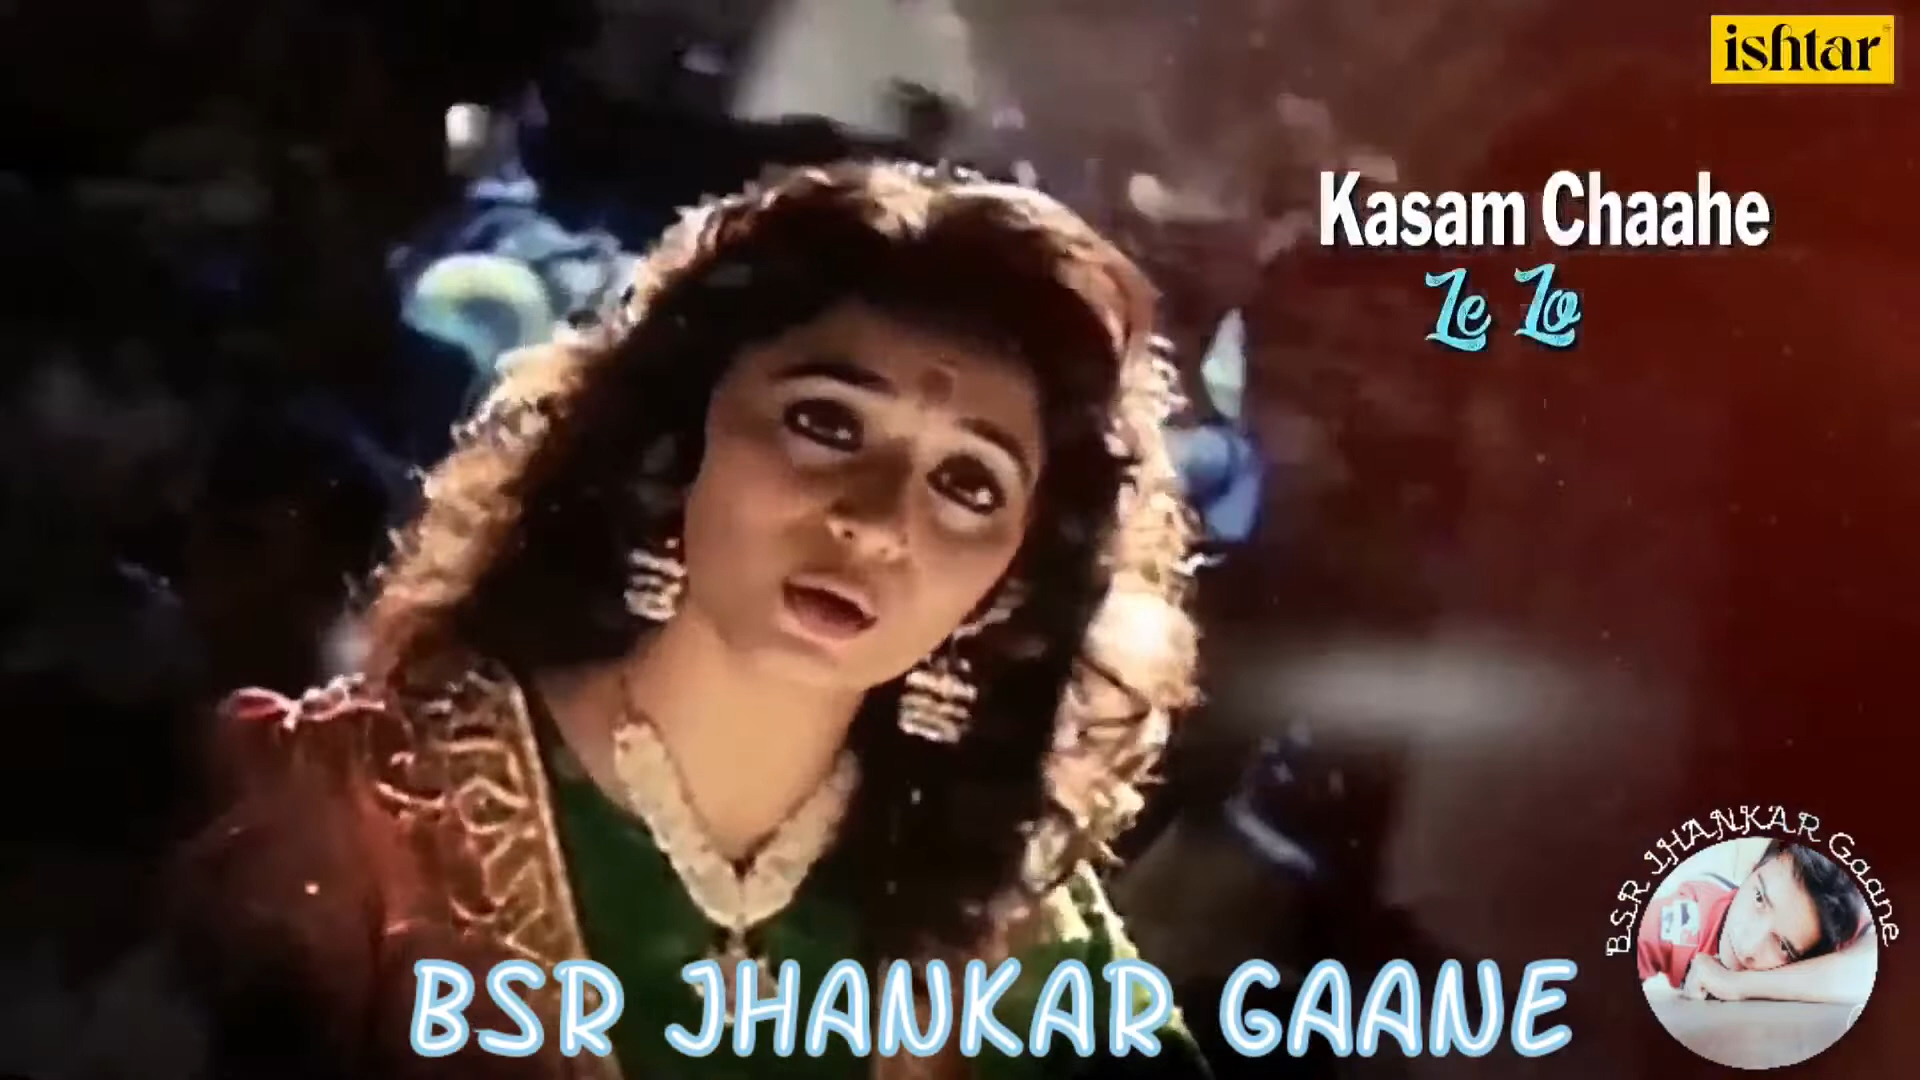 ishtar
Kasam Chaahe
Le Lo
BSR JHANKAR Gaane
BSR JHANKAR GAANE